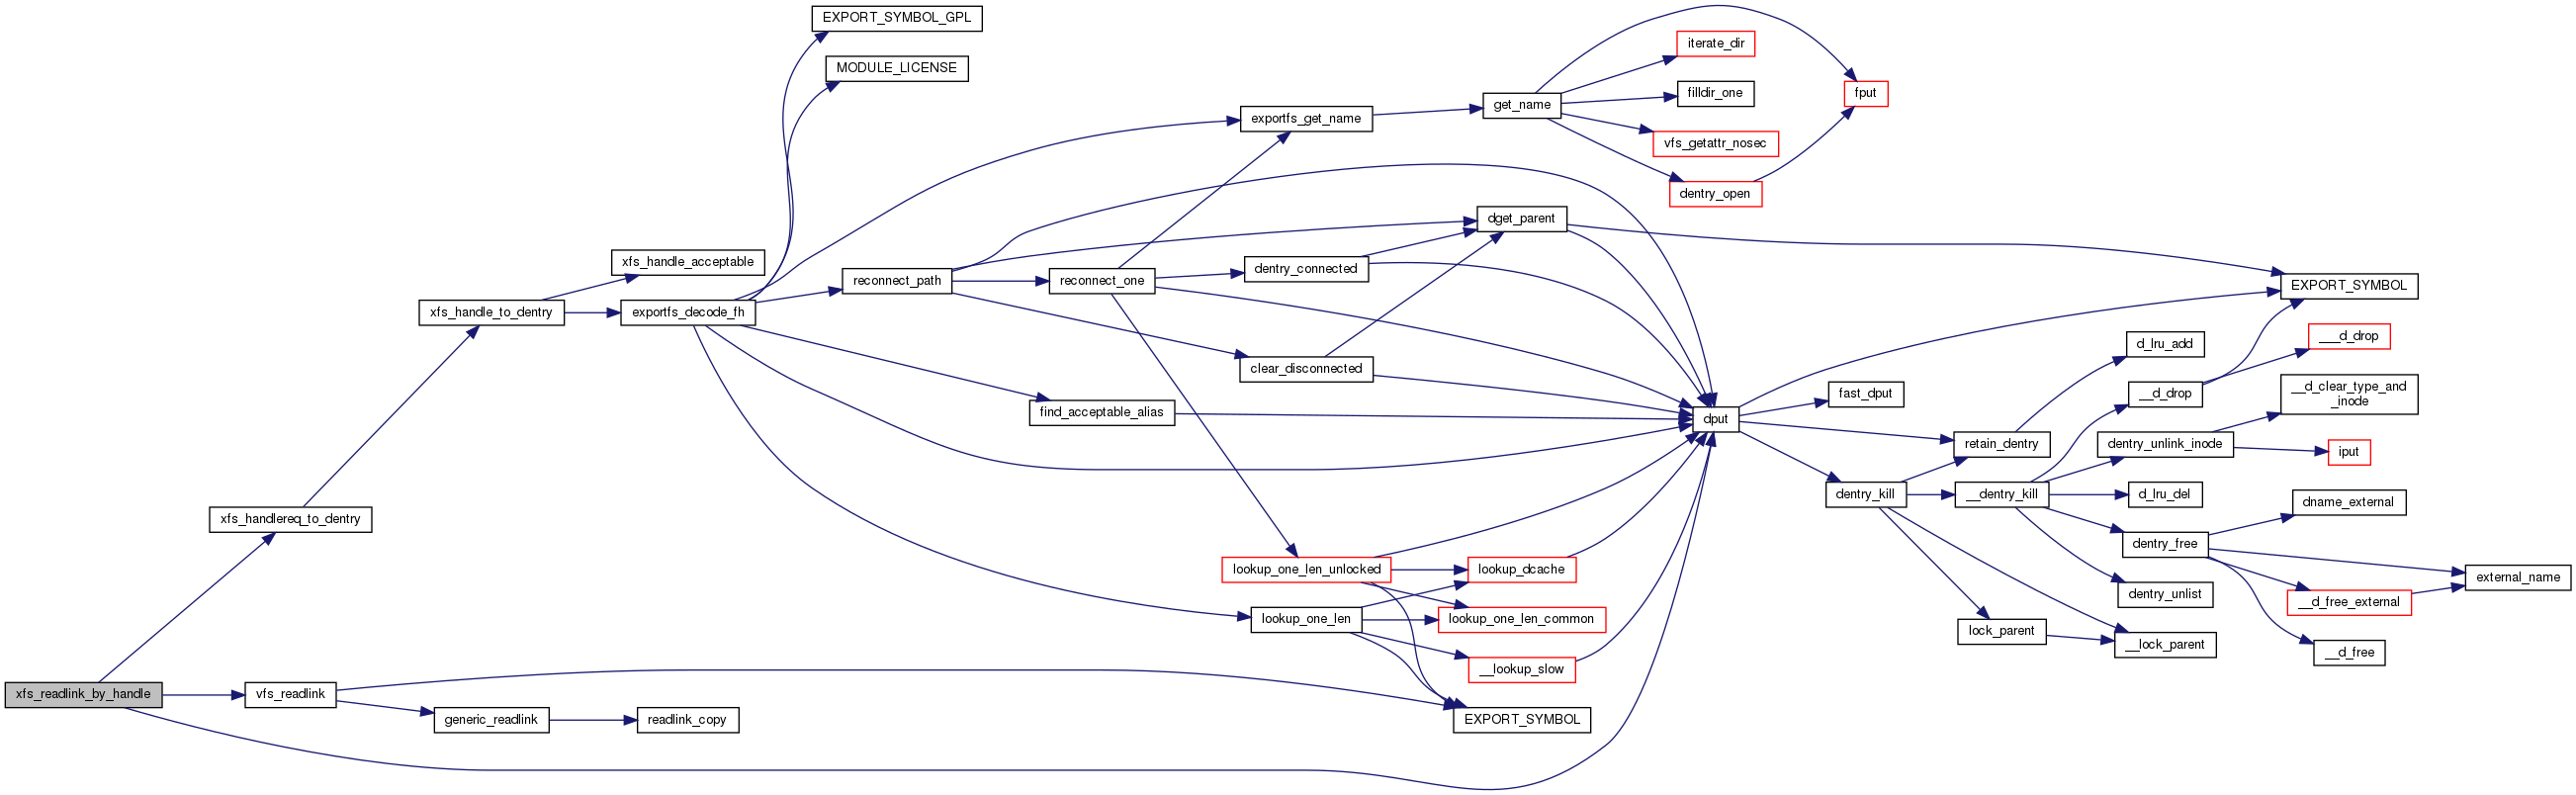 EXPORT_SYMBOL_GPL
MODULE_LICENSE
iterate_dir
filldir_one
fput
get_name
exportfs_get_name
vfs_getattr_nosec
dentry_open
dget_parent
xfs_handle_acceptable
dentry_connected
reconnect_path
reconnect_one
EXPORT_SYMBOL
xfs_handle_to_dentry
exportfs_decode_fh
___d_drop
d_lru_add
clear_disconnected
__d_drop
__d_clear_type_and
_inode
fast_dput
find_acceptable_alias
dput
retain_dentry
dentry_unlink_inode
iput
dentry_kill
__dentry_kill
d_lru_del
dname_external
xfs_handlereq_to_dentry
dentry_free
lookup_one_len_unlocked
lookup_dcache
external_name
dentry_unlist
__d_free_external
lookup_one_len
lookup_one_len_common
lock_parent
__lock_parent
__d_free
__lookup_slow
xfs_readlink_by_handle
vfs_readlink
generic_readlink
readlink_copy
EXPORT_SYMBOL